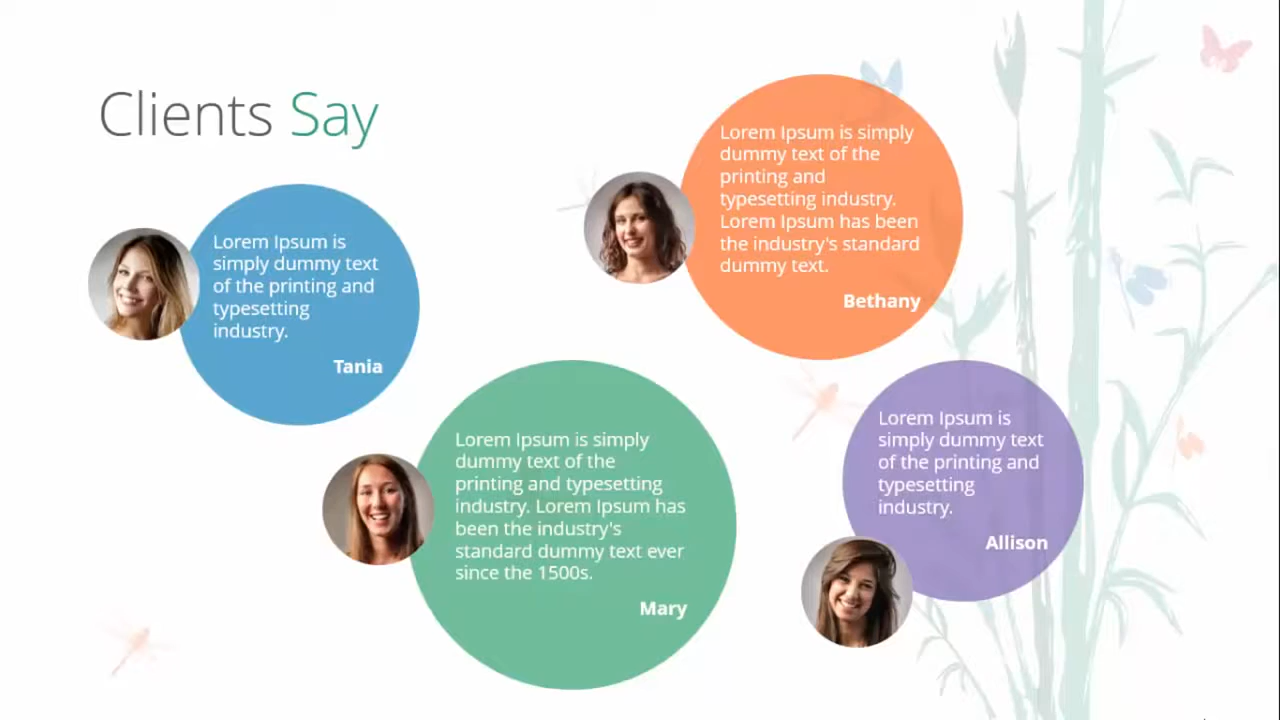 Clients Say
Lorem Ipsum is
simply dummy text
of the printing and
typesetting
industry.
Tania
Lorem Ipsum is simply
dummy text of the
printing and
typesetting industry.
Lorem Ipsum has been
the industry's standard
dummy text.
Bethany
Lorem Ipsum is simply
dummy text of the
printing and typesetting
industry. Lorem Ipsum has
been the industry's
standard dummy text ever
since the 1500s.
Mary
Lorem Ipsum is
simply dummy text
of the printing and
typesetting
industry.
Allison